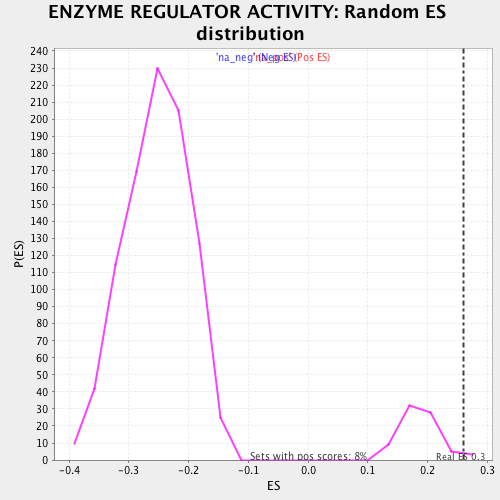 ENZYME REGULATOR ACTIVITY: Random ES
distribution
'na_neg' (Neg ES)
'na_pos' (Pos ES)
240
230
220
210
200
190
180
170
160
150
140
130
120
110
100
90
80
70
60
50
40
30
20
10
0
P(ES)
Sets with pos scores: 8%
Real ES 0.3
-0.4 -0.3 -0.2 -0.1 0.0 0.1 0.2 0.3
ES